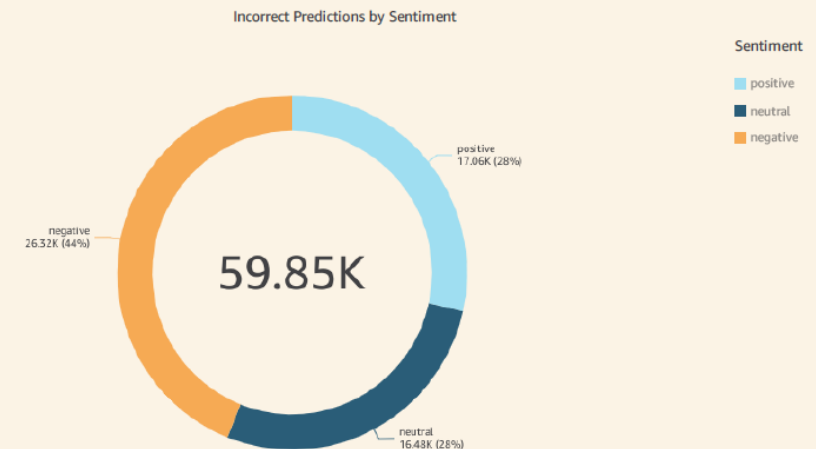 Incorrect Predictions by Sentiment
Sentiment
positive
neutral
negative
positive
17.06K (28%)
negative
26.32K (44%)
59.85K
neutral
16.48K (28%)